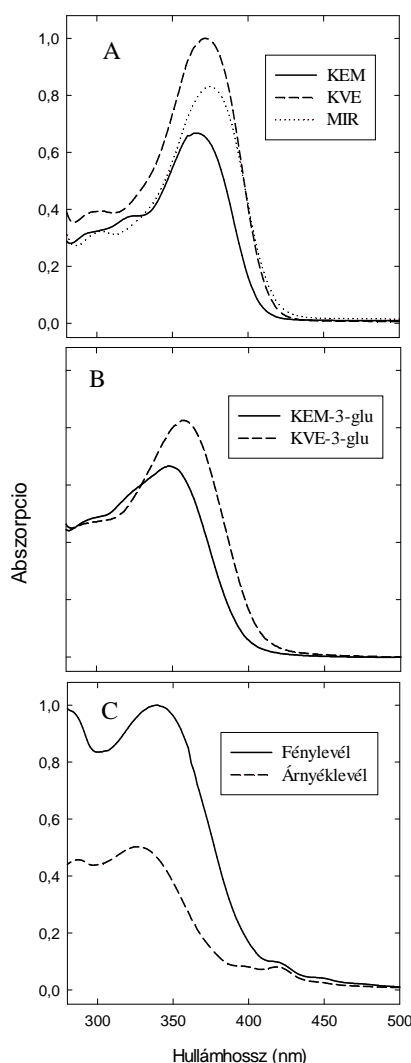 A
1,0
0,8
0,6
0,4
0,2
0,0
KEM
KVE
MIR
B
KEM-3-glu
KVE-3-glu
Abszorpcio
C
1,0
0,8
0,6
0,4
0,2
0,0
Fénylevél
Árnyéklevél
300 350 400 450 500
Hullámhossz (nm)